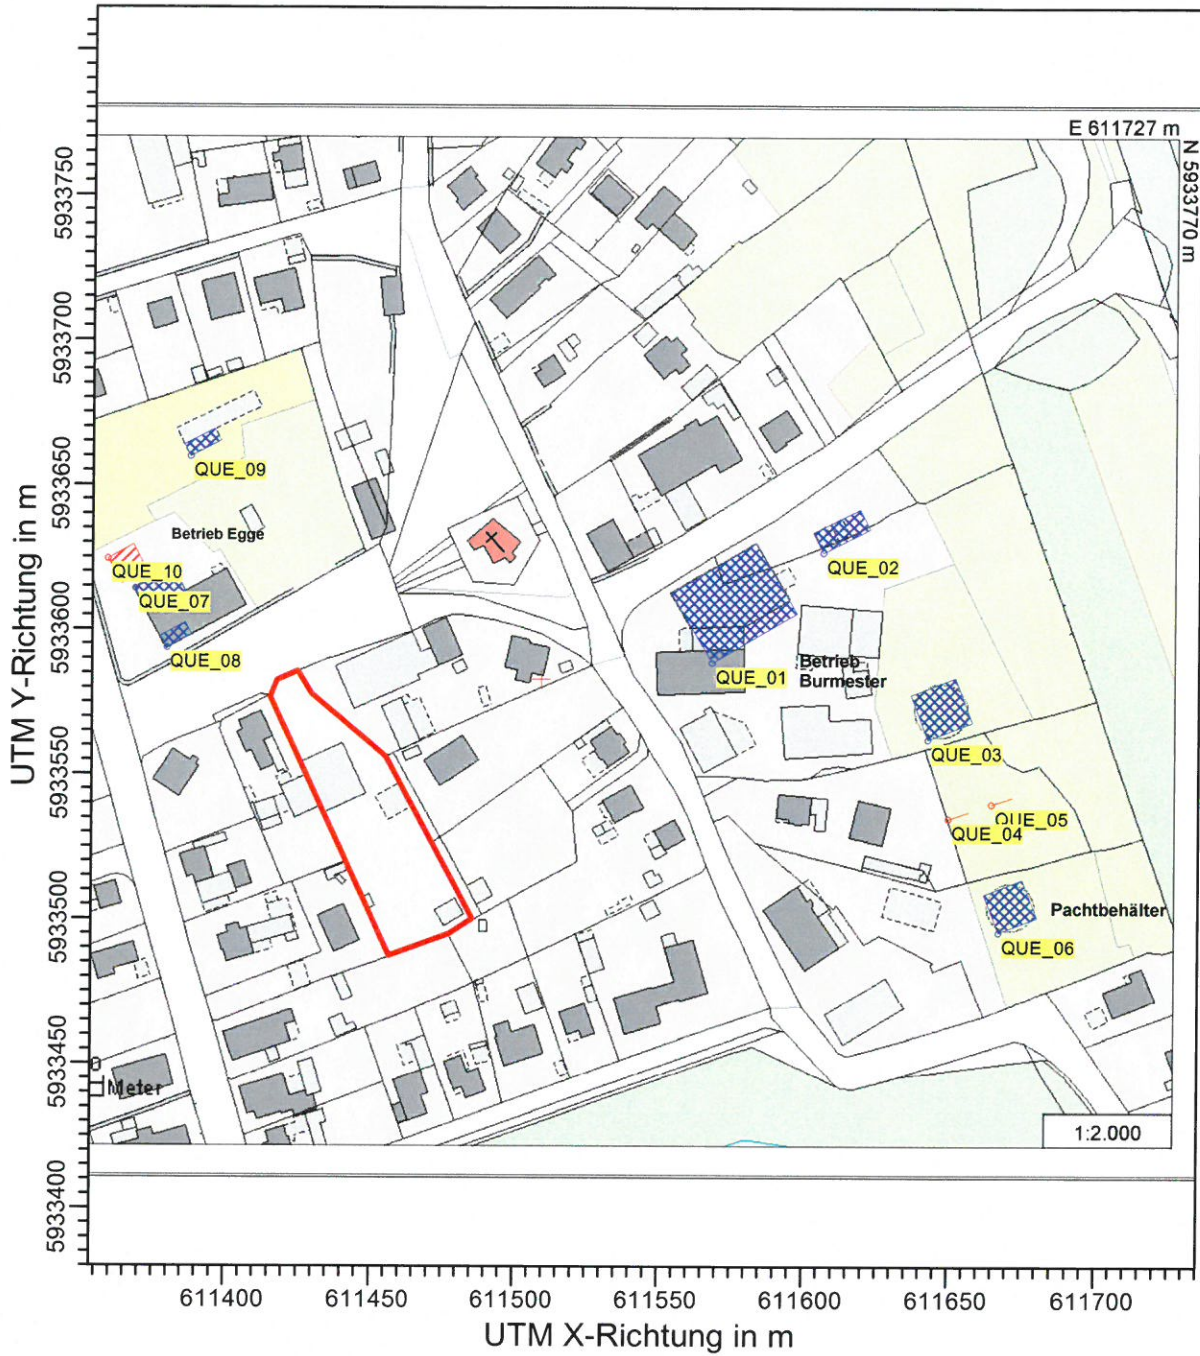 E 611727 m
N 5933770 m
5933750
5933700
5933650
5933600
5933550
5933500
5933450
5933400
UTM Y-Richtung in m
QUE_09
Betrieb Egge
QUE_10
QUE_07
QUE_08
QUE_02
QUE_01
Betrieb
Burmester
QUE_03
QUE_05
QUE_04
Pachtbehälter
QUE_06
Meter
1:2.000
611400
611450
611500
611550
611600
611650
611700
UTM X-Richtung in m